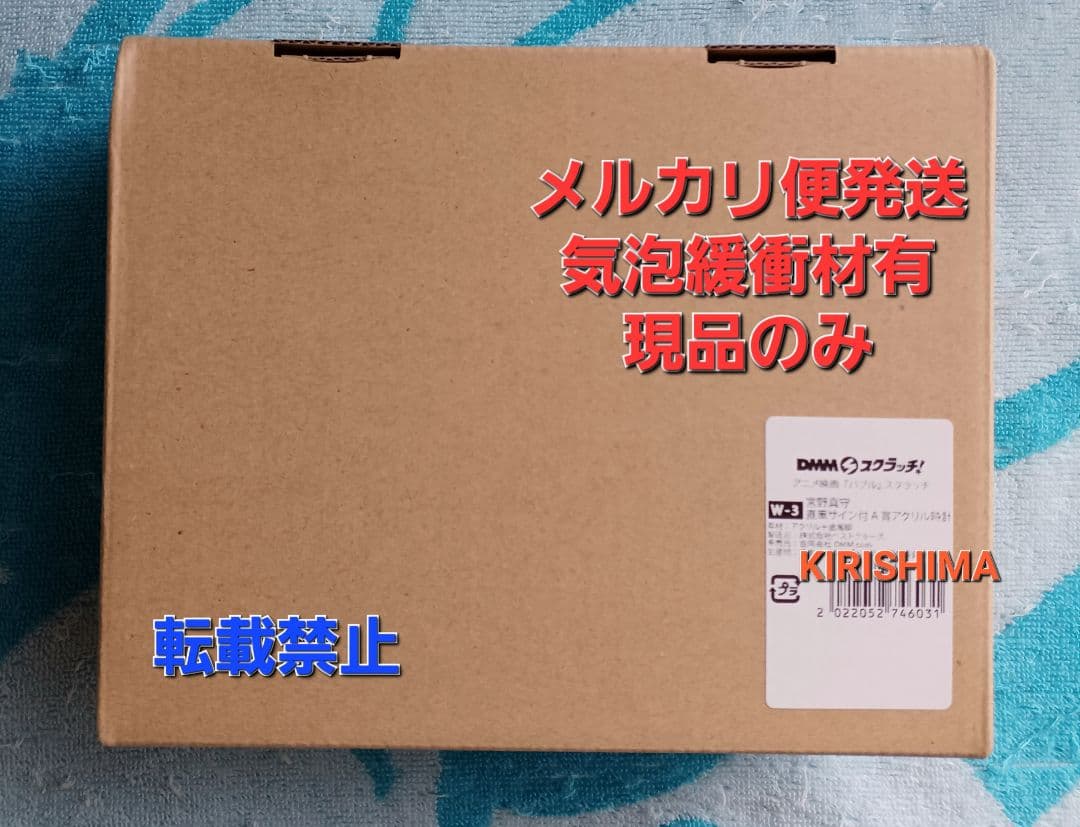 メルカリ便発送
気泡緩衝材有
現品のみ
DMM スクラッチ!
アニメ映画『バブル』スクラッチ
W-3 宮野真守
直筆サイン付 A賞アクリル時計
KIRISHIMA
プラ
2 022052 746031
転載禁止